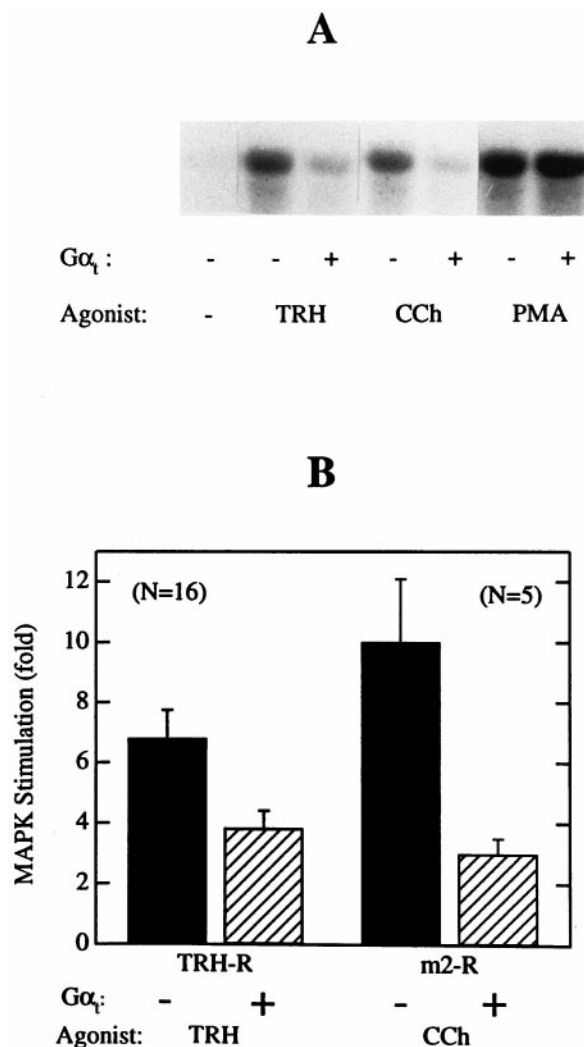 A
Gαt : - - + - + - +
Agonist: - TRH CCh PMA
B
12
(N=16) (N=5)
10
8
6
4
2
0
MAPK Stimulation (fold)
TRH-R m2-R
Gαt: - + - +
Agonist: TRH CCh